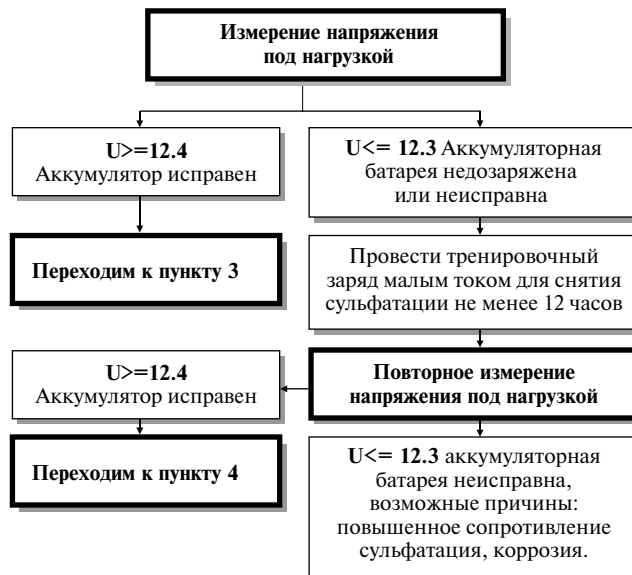 Измерение напряжения
под нагрузкой
U>=12.4
Аккумулятор исправен
U<= 12.3 Аккумуляторная
батарея недозаряжена
или неисправна
Переходим к пункту 3
Провести тренировочный
заряд малым током для снятия
сульфатации не менее 12 часов
U>=12.4
Аккумулятор исправен
Повторное измерение
напряжения под нагрузкой
Переходим к пункту 4
U<= 12.3 аккумуляторная
батарея неисправна,
возможные причины:
повышенное сопротивление
сульфатация, коррозия.